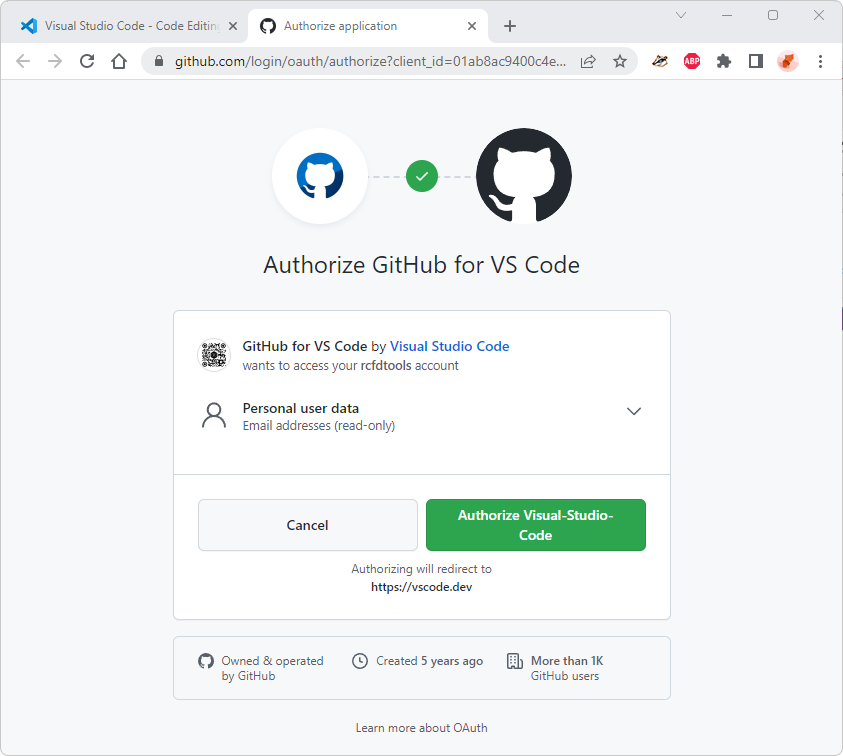 Visual Studio Code - Code Editing
Authorize application
github.com/login/oauth/authorize?client_id=01ab8ac9400c4e...
ABP
Authorize GitHub for VS Code
GitHub for VS Code by Visual Studio Code
wants to access your rcfdtools account
Personal user data
Email addresses (read-only)
Cancel
Authorize Visual-Studio-
Code
Authorizing will redirect to
https://vscode.dev
Owned & operated
by GitHub
Created 5 years ago
More than 1K
GitHub users
Learn more about OAuth